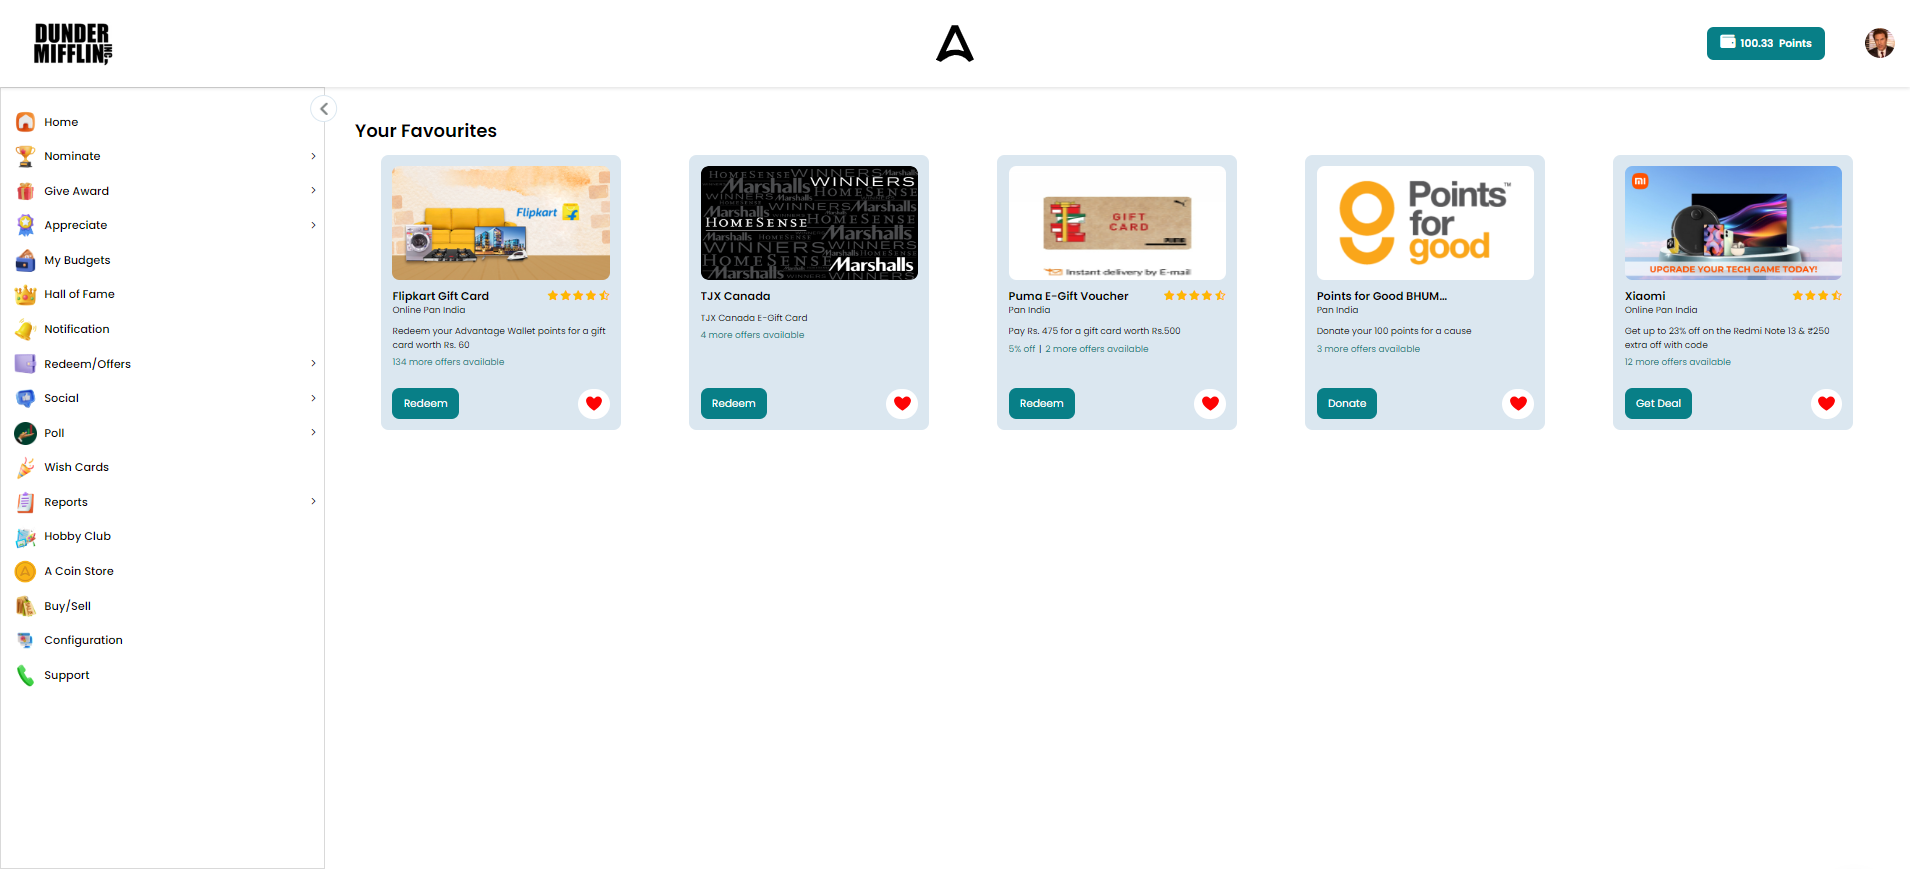 DUNDER
MIFFLIN, INC
100.33 Points
Home
Nominate
Give Award
Appreciate
My Budgets
Hall of Fame
Notification
Redeem/Offers
Social
Poll
Wish Cards
Reports
Hobby Club
A Coin Store
Buy/Sell
Configuration
Support
Your Favourites
Flipkart
Flipkart Gift Card
Online Pan India
Redeem your Advantage Wallet points for a gift
card worth Rs. 60
134 more offers available
Redeem
WINNERS
HOMESENSE
Marshalls
TJX Canada
TJX Canada E-Gift Card
4 more offers available
Redeem
GIFT
CARD
Instant delivery by E-mail
Puma E-Gift Voucher
Pan India
Pay Rs. 475 for a gift card worth Rs.500
5% off | 2 more offers available
Redeem
Points™
for
good
Points for Good BHUM...
Pan India
Donate your 100 points for a cause
3 more offers available
Donate
mi
UPGRADE YOUR TECH GAME TODAY!
Xiaomi
Online Pan India
Get up to 23% off on the Redmi Note 13 & ₹250
extra off with code
12 more offers available
Get Deal